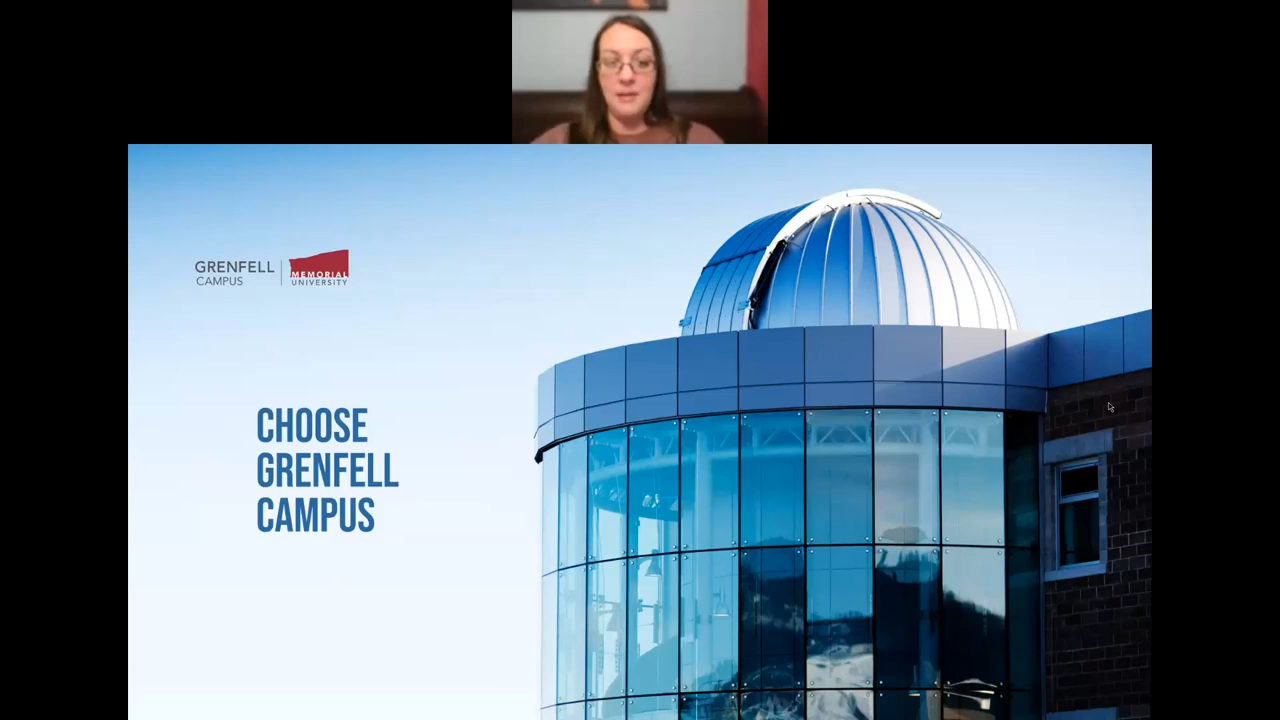 GRENFELL
CAMPUS
MEMORIAL
UNIVERSITY
CHOOSE
GRENFELL
CAMPUS